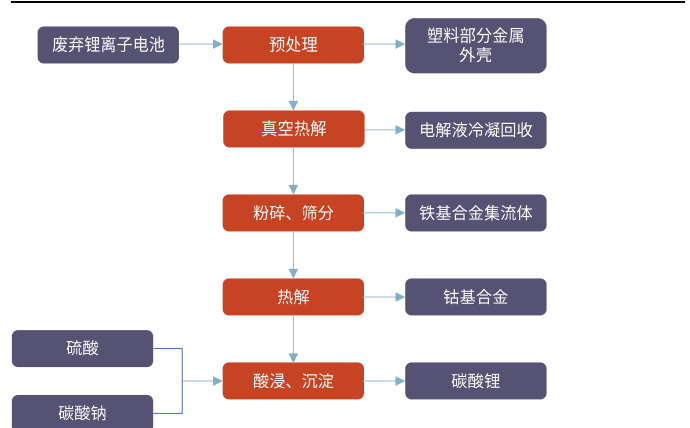 废弃锂离子电池
预处理
塑料部分金属
外壳
真空热解
电解液冷凝回收
粉碎、筛分
铁基合金集流体
热解
钴基合金
硫酸
酸浸、沉淀
碳酸锂
碳酸钠